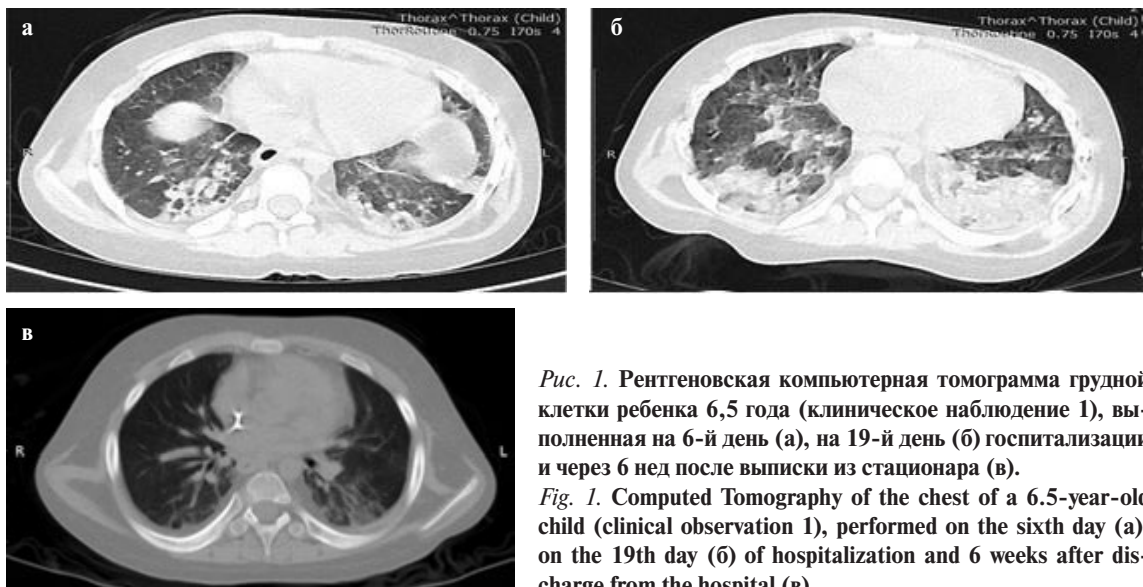 а
Thorax^Thorax (Child)
ThorRoutine 0.75 I70s 4
R
L
б
Thorax^Thorax (Child)
ThorRoutine 0.75 I70s 4
R
L
в
R
L
Рис. 1. Рентгеновская компьютерная томограмма грудной
клетки ребенка 6,5 года (клиническое наблюдение 1), вы-
полненная на 6-й день (а), на 19-й день (б) госпитализации
и через 6 нед после выписки из стационара (в).
Fig. 1. Computed Tomography of the chest of a 6.5-year-old
child (clinical observation 1), performed on the sixth day (a)
on the 19th day (б) of hospitalization and 6 weeks after dis-
charge from the hospital (в).